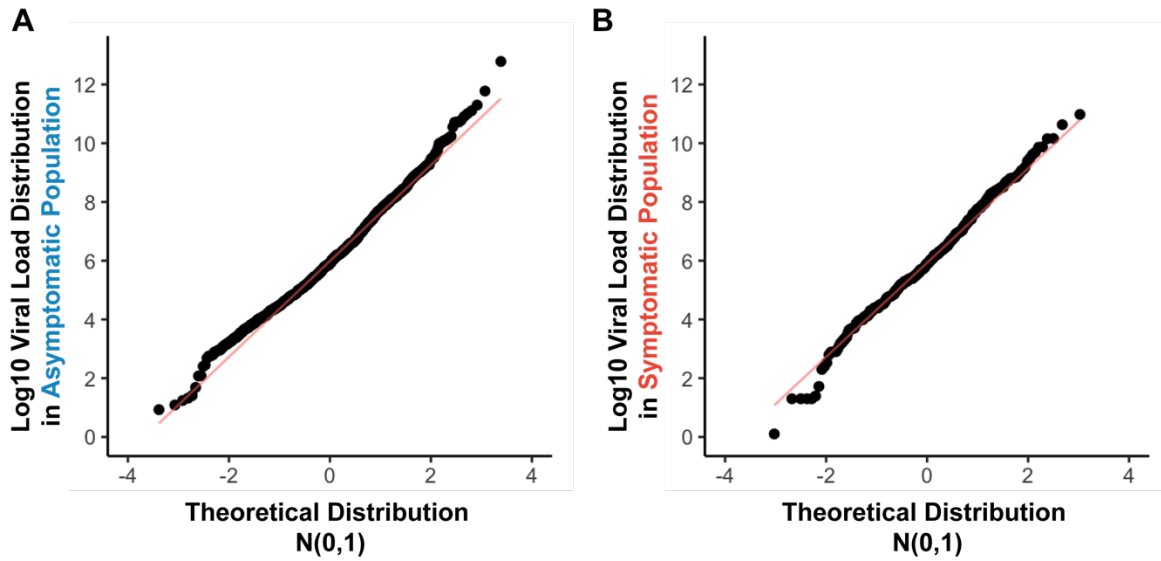 A
Log10 Viral Load Distribution
in Asymptomatic Population
12
10
8
6
4
2
0
-4
-2
0
2
4
Theoretical Distribution
N(0,1)
B
Log10 Viral Load Distribution
in Symptomatic Population
12
10
8
6
4
2
0
-4
-2
0
2
4
Theoretical Distribution
N(0,1)